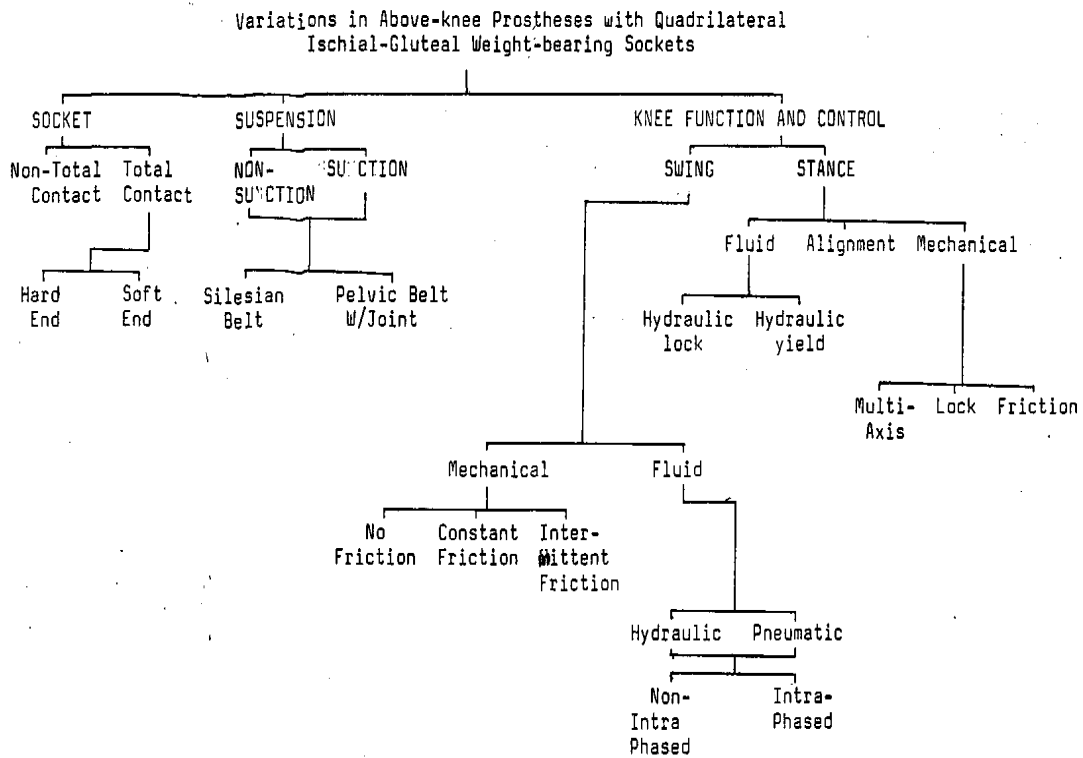 Variations in Above-knee Prostheses with Quadrilateral
Ischial-Gluteal Weight-bearing Sockets
SOCKET
SUSPENSION
KNEE FUNCTION AND CONTROL
Non-Total
Contact
Total
Contact
NON-
SUCTION
SUCTION
SWING
STANCE
Fluid
Alignment
Mechanical
Hard
End
Soft
End
Silesian
Belt
Pelvic Belt
W/Joint
Hydraulic
lock
Hydraulic
yield
Multi-
Axis
Lock
Friction
Mechanical
Fluid
No
Friction
Constant
Friction
Inter-
Mittent
Friction
Hydraulic
Pneumatic
Non-
Intra
Phased
Intra-
Phased